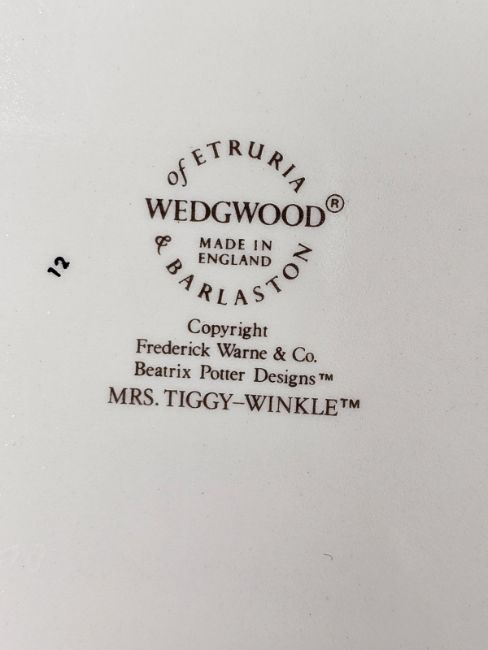 of ETRURIA
WEDGWOOD®
MADE IN
ENGLAND
& BARLASTON
12
Copyright
Frederick Warne & Co.
Beatrix Potter Designs™
MRS. TIGGY–WINKLE™